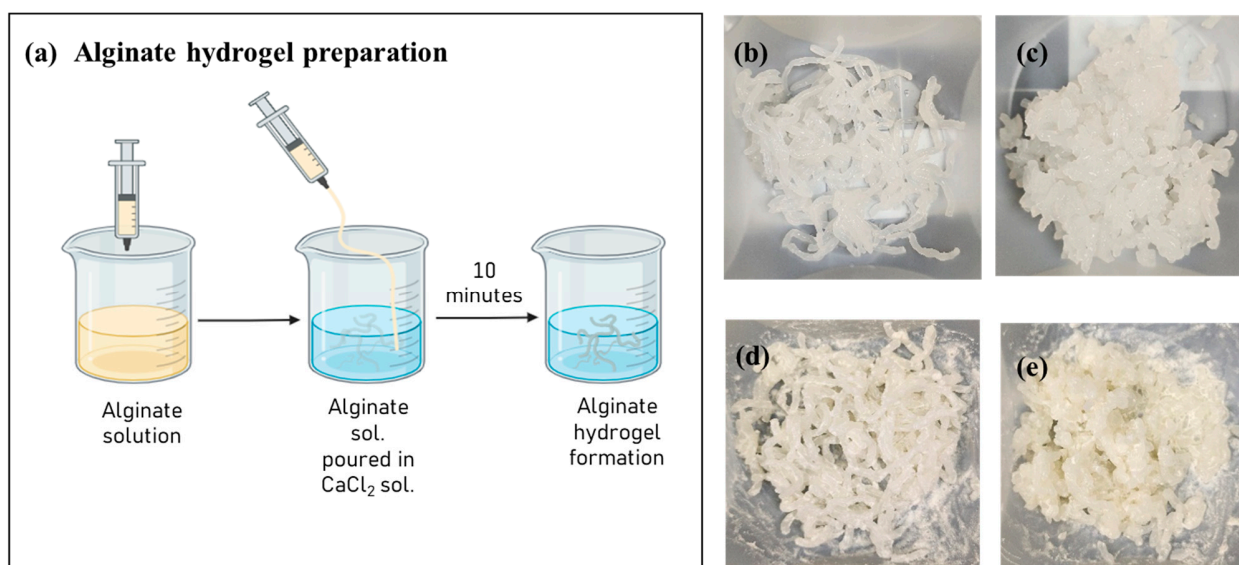 (a) Alginate hydrogel preparation
10
minutes
Alginate
solution
Alginate
sol.
poured in
CaCl₂ sol.
Alginate
hydrogel
formation
(b)
(c)
(d)
(e)